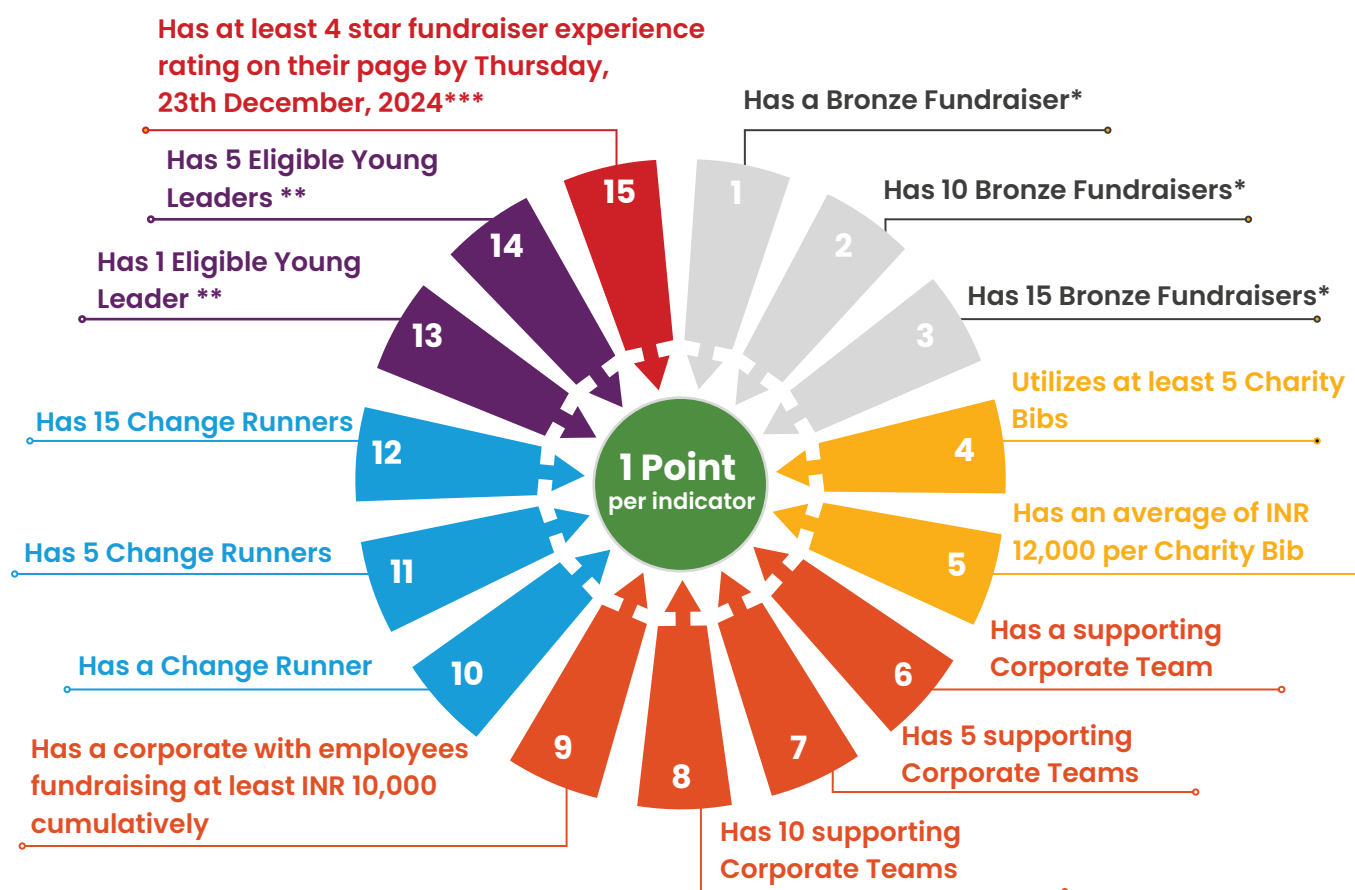 Has at least 4 star fundraiser experience
rating on their page by Thursday,
23th December, 2024***
Has a Bronze Fundraiser*
Has 5 Eligible Young
Leaders **
Has 10 Bronze Fundraisers*
Has 1 Eligible Young
Leader **
Has 15 Bronze Fundraisers*
Utilizes at least 5 Charity
Bibs
Has 15 Change Runners
Has an average of INR
12,000 per Charity Bib
Has 5 Change Runners
Has a supporting
Corporate Team
Has a Change Runner
Has 5 supporting
Corporate Teams
Has a corporate with employees
fundraising at least INR 10,000
cumulatively
Has 10 supporting
Corporate Teams
1
2
3
4
5
6
7
8
9
10
11
12
13
14
15
1 Point
per indicator